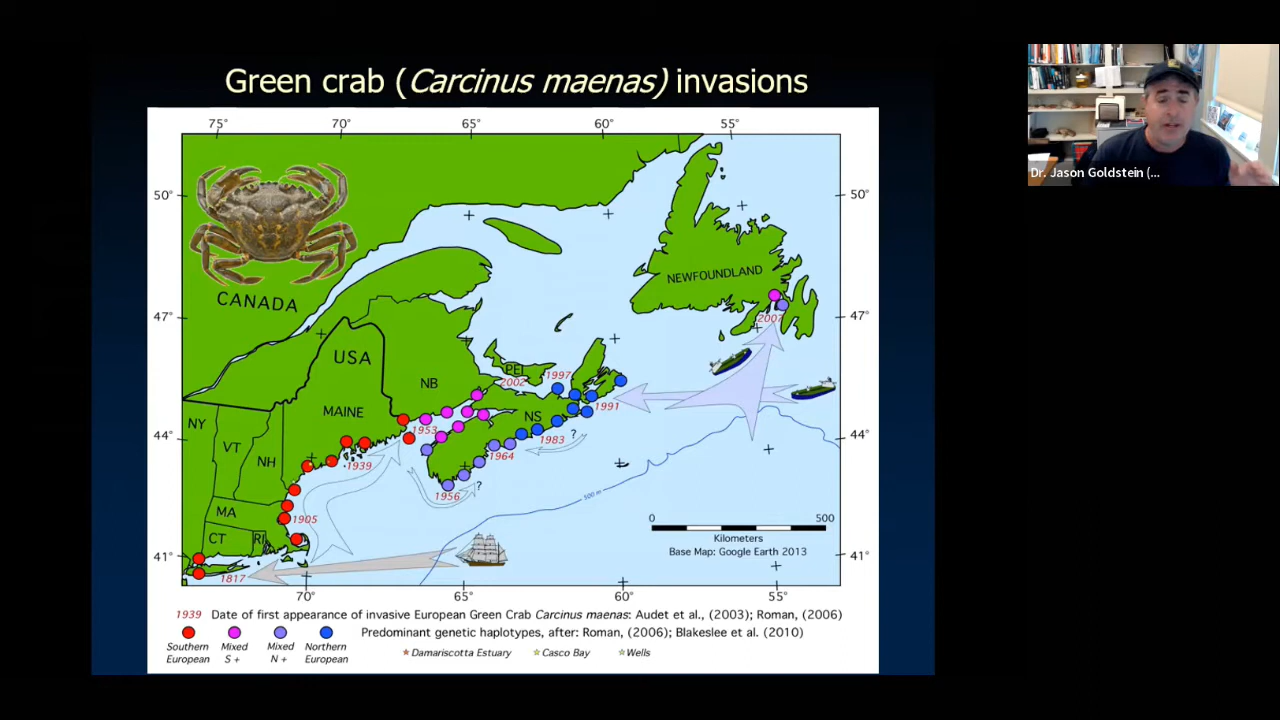 Green crab (Carcinus maenas) invasions
75° 70° 65° 60° 55°
50° 50°
NEWFOUNDLAND
CANADA
47° 2007 47°
USA
PEI
NB 2002 1997
MAINE NS 1991
NY 1953
44° VT 1983 ? 44°
NH 1939 1964
1956 ?
500 m
MA 1905 0 500
CT RI Kilometers
41° Base Map: Google Earth 2013 41°
1817
70° 65° 60° 55°
1939 Date of first appearance of invasive European Green Crab Carcinus maenas: Audet et al., (2003); Roman, (2006)
Predominant genetic haplotypes, after: Roman, (2006); Blakeslee et al. (2010)
Southern European
Mixed S +
Mixed N +
Northern European
Damariscotta Estuary Casco Bay Wells
Dr. Jason Goldstein (...